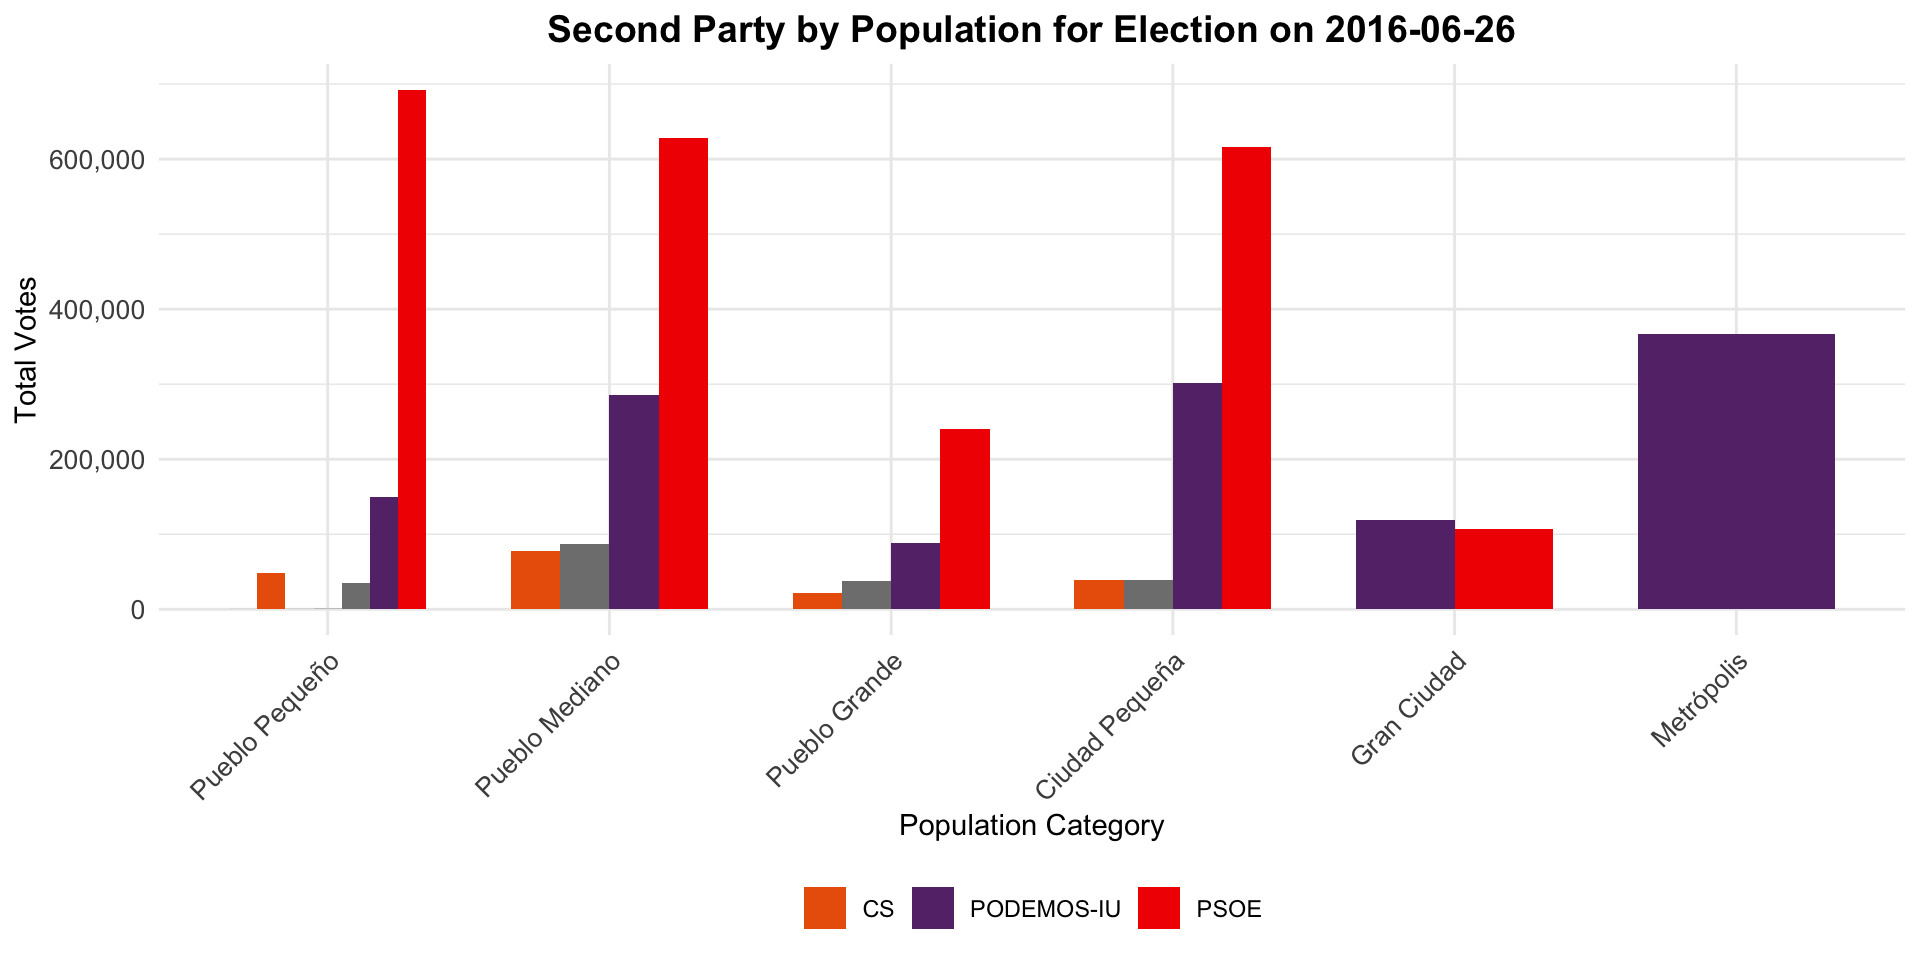 Second Party by Population for Election on 2016-06-26
Total Votes
600,000
400,000
200,000
0
Pueblo Pequeño
Pueblo Mediano
Pueblo Grande
Ciudad Pequeña
Gran Ciudad
Metrópolis
Population Category
CS
PODEMOS-IU
PSOE